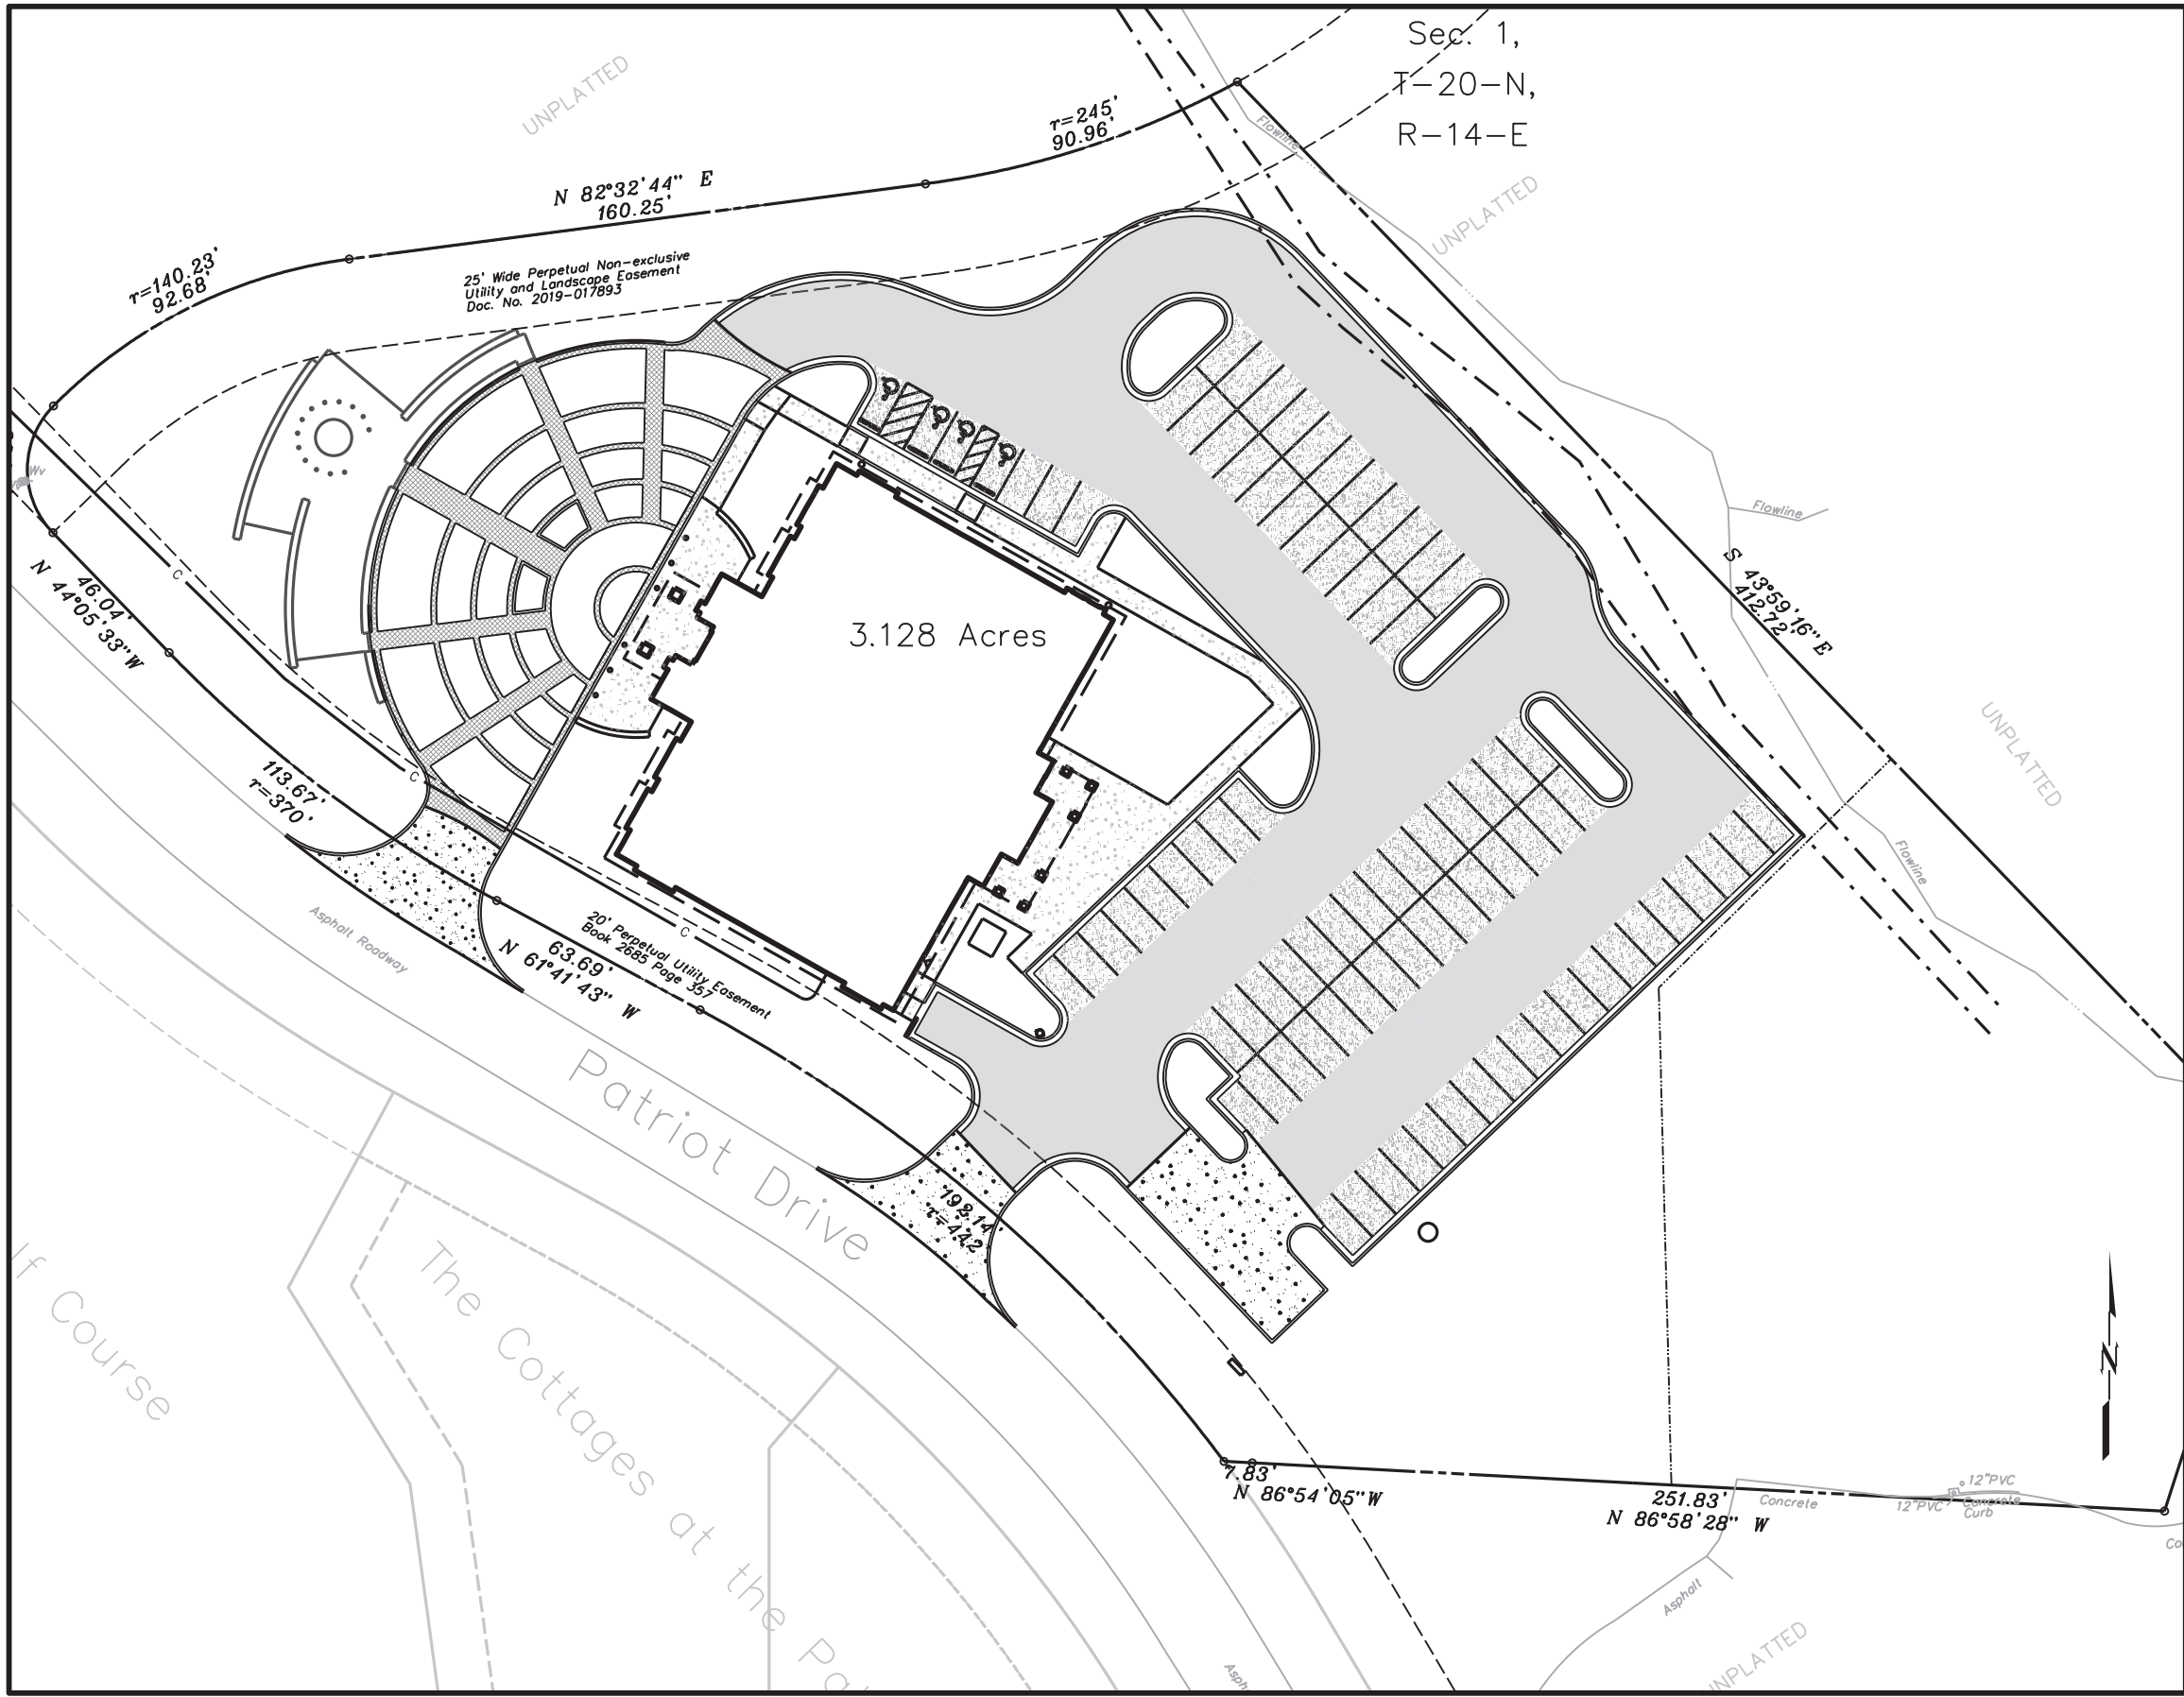 Sec. 1,
T-20-N,
R-14-E
UNPLATTED
r=245'
90.96'
Flowline
N 82°32'44" E
160.25'
UNPLATTED
r=140.23'
92.68'
25' Wide Perpetual Non-exclusive
Utility and Landscape Easement
Doc. No. 2019-017893
Wv
Flowline
S 43°59'16" E
412.72'
46.04'
N 44°05'33" W
C
3.128 Acres
UNPLATTED
113.67'
r=370'
C
Flowline
Asphalt Roadway
20' Perpetual Utility Easement
Book 2685 Page 357
C
63.69'
N 61°41'43" W
Patriot Drive
192.14'
r=442'
lf Course
The Cottages at the Pa
N
7.83'
N 86°54'05" W
251.83'
N 86°58'28" W
Concrete
12"PVC
12"PVC
Concrete
Curb
Co
Asphalt
Asph
UNPLATTED